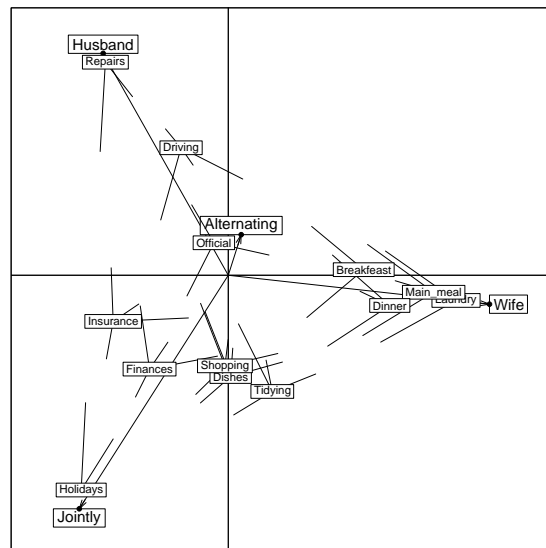 Husband
Repairs
Driving
Alternating
Official
Breakfeast
Main_meal
Laundry
Wife
Dinner
Insurance
Shopping
Finances
Dishes
Tidying
Holidays
Jointly